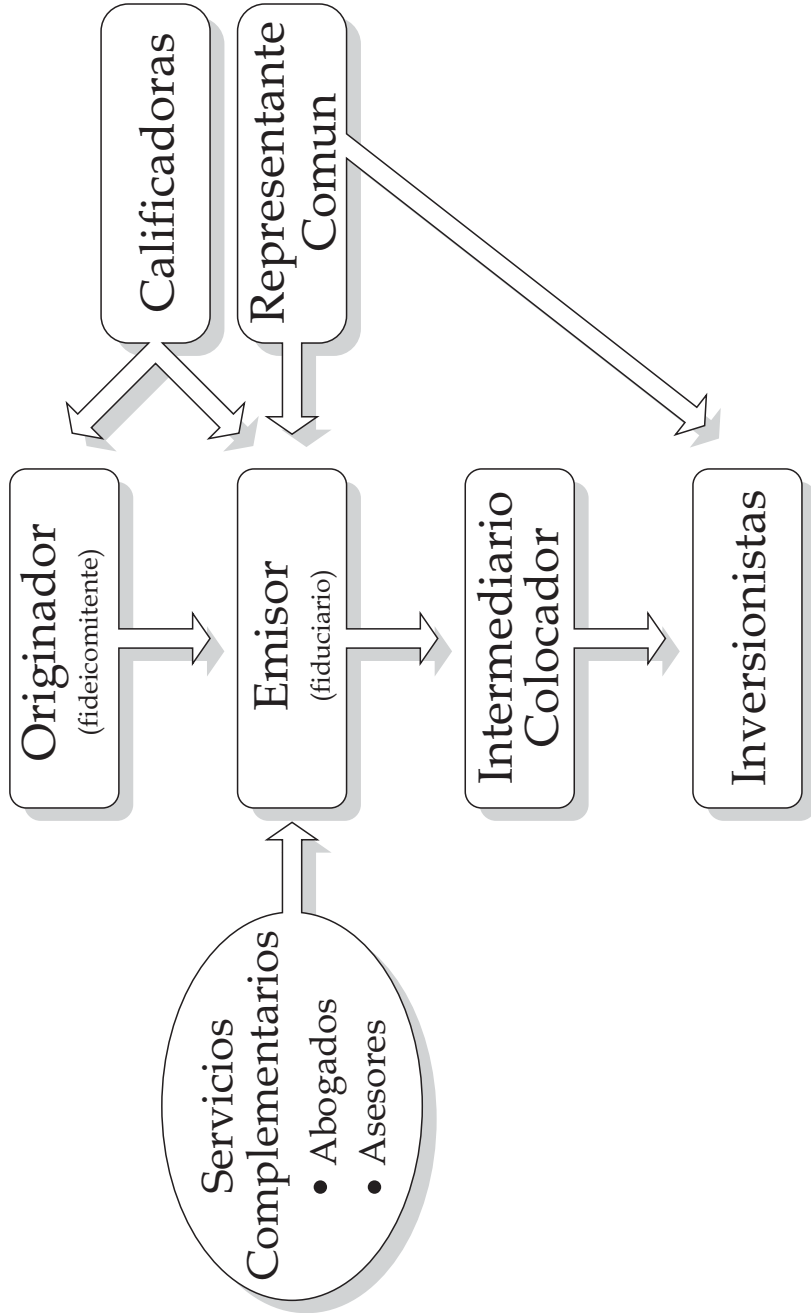 Originador
(fideicomitente)
Calificadoras
Servicios
Complementarios
• Abogados
• Asesores
Emisor
(fiduciario)
Representante
Comun
Intermediario
Colocador
Inversionistas